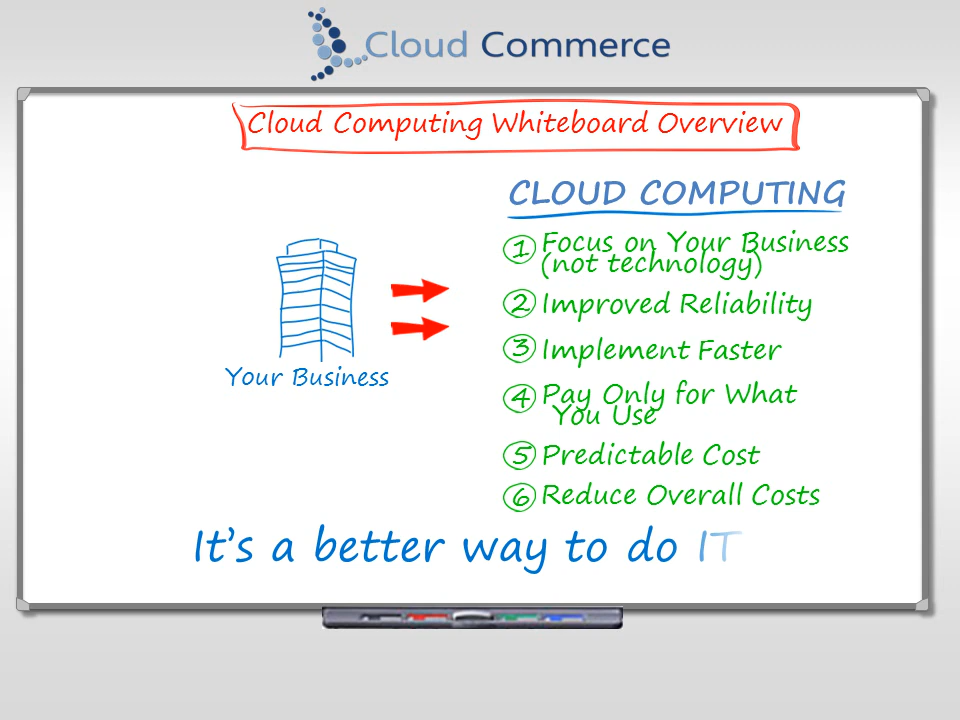 Cloud Commerce
Cloud Computing Whiteboard Overview
CLOUD COMPUTING
1 Focus on Your Business
(not technology)
2 Improved Reliability
3 Implement Faster
4 Pay Only for What
You Use
5 Predictable Cost
6 Reduce Overall Costs
Your Business
It's a better way to do IT